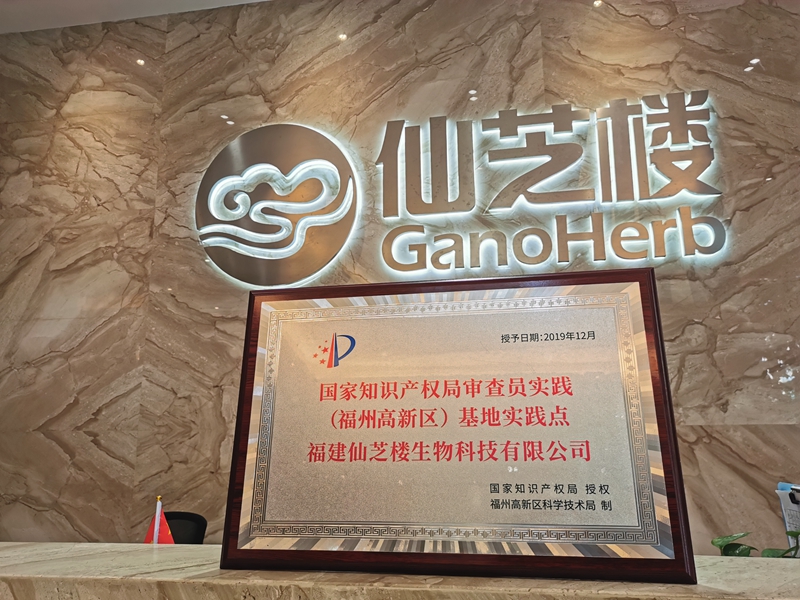 仙芝楼
GanoHerb
授予日期：2019年12月
国家知识产权局审查员实践
（福州高新区）基地实践点
福建仙芝楼生物科技有限公司
国家知识产权局 授权
福州高新区科学技术局 制